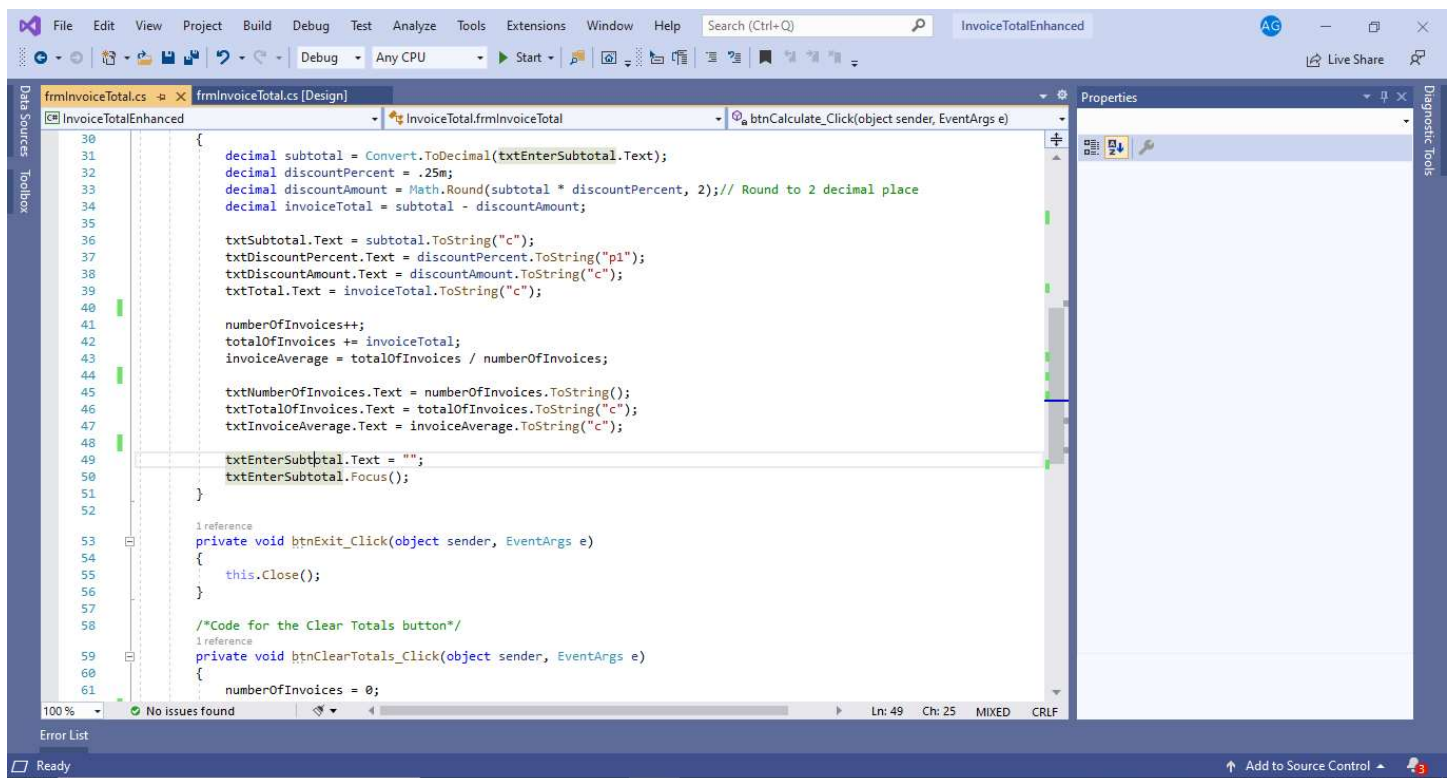 File Edit View Project Build Debug Test Analyze Tools Extensions Window Help Search (Ctrl+Q) InvoiceTotalEnhanced AG
Debug Any CPU Start Live Share
Data Sources
Toolbox
frmInvoiceTotal.cs frmInvoiceTotal.cs [Design]
C# InvoiceTotalEnhanced InvoiceTotal.frmInvoiceTotal btnCalculate_Click(object sender, EventArgs e)
30 {
31 decimal subtotal = Convert.ToDecimal(txtEnterSubtotal.Text);
32 decimal discountPercent = .25m;
33 decimal discountAmount = Math.Round(subtotal * discountPercent, 2);// Round to 2 decimal place
34 decimal invoiceTotal = subtotal - discountAmount;
35
36 txtSubtotal.Text = subtotal.ToString("c");
37 txtDiscountPercent.Text = discountPercent.ToString("p1");
38 txtDiscountAmount.Text = discountAmount.ToString("c");
39 txtTotal.Text = invoiceTotal.ToString("c");
40
41 numberOfInvoices++;
42 totalOfInvoices += invoiceTotal;
43 invoiceAverage = totalOfInvoices / numberOfInvoices;
44
45 txtNumberOfInvoices.Text = numberOfInvoices.ToString();
46 txtTotalOfInvoices.Text = totalOfInvoices.ToString("c");
47 txtInvoiceAverage.Text = invoiceAverage.ToString("c");
48
49 txtEnterSubtotal.Text = "";
50 txtEnterSubtotal.Focus();
51 }
52
1 reference
53 private void btnExit_Click(object sender, EventArgs e)
54 {
55 this.Close();
56 }
57
58 /*Code for the Clear Totals button*/
1 reference
59 private void btnClearTotals_Click(object sender, EventArgs e)
60 {
61 numberOfInvoices = 0;
100 % No issues found Ln: 49 Ch: 25 MIXED CRLF
Properties
Diagnostic Tools
Error List
Ready Add to Source Control 3